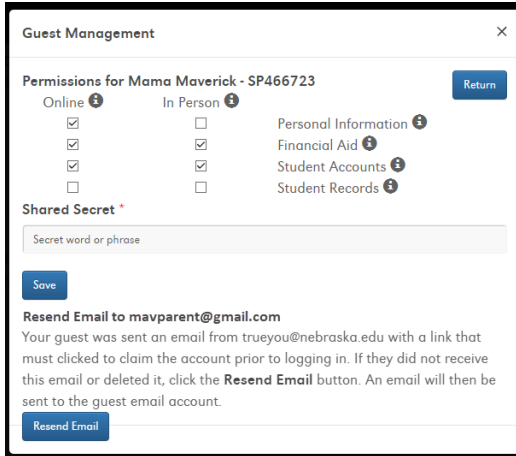 Guest Management ×
Permissions for Mama Maverick - SP466723
Return
Online In Person
Personal Information
Financial Aid
Student Accounts
Student Records
Shared Secret *
Secret word or phrase
Save
Resend Email to mavparent@gmail.com
Your guest was sent an email from trueyou@nebraska.edu with a link that
must clicked to claim the account prior to logging in. If they did not receive
this email or deleted it, click the Resend Email button. An email will then be
sent to the guest email account.
Resend Email